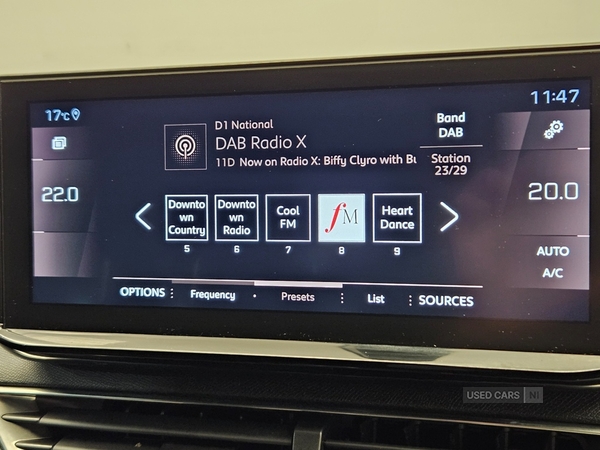 17°C
11:47
D1 National
DAB Radio X
11D Now on Radio X: Biffy Clyro with Bu
Band
DAB
Station
23/29
22.0
20.0
Downto
wn
Country
5
Downto
wn
Radio
6
Cool
FM
7
fM
8
Heart
Dance
9
AUTO
A/C
OPTIONS
Frequency
Presets
List
SOURCES
USED CARS NI